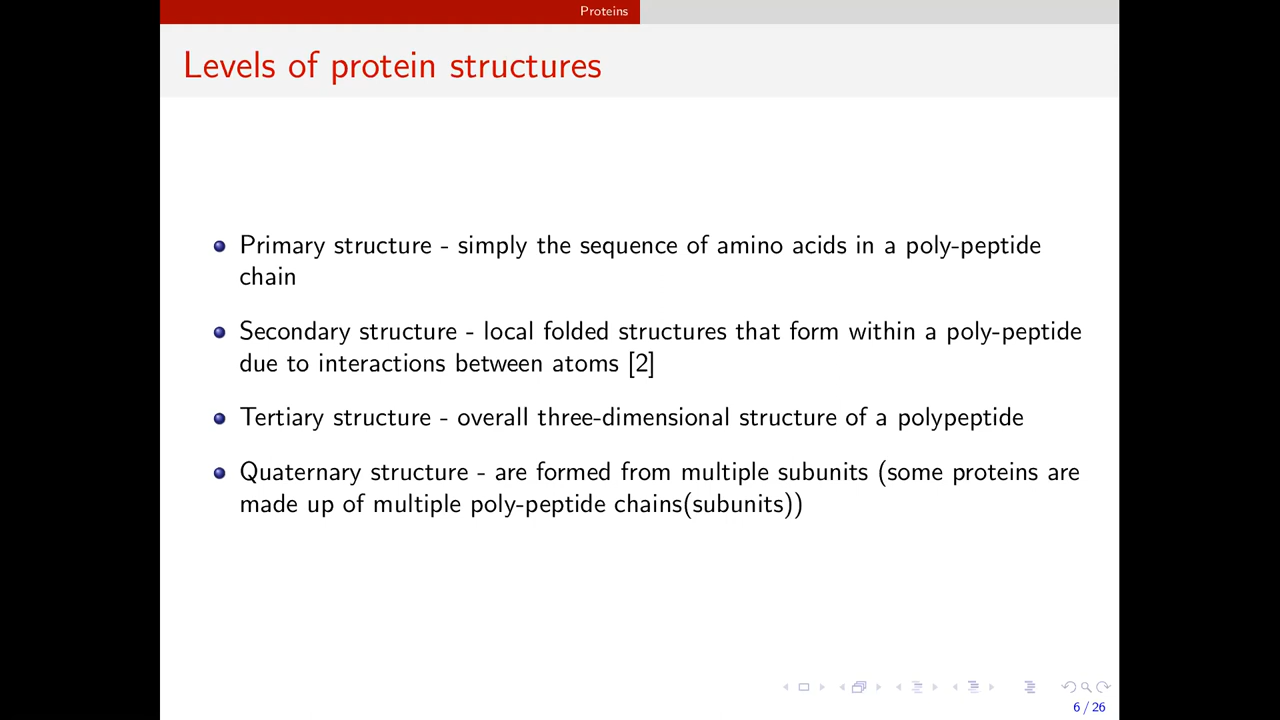 Proteins
Levels of protein structures
Primary structure - simply the sequence of amino acids in a poly-peptide
chain
Secondary structure - local folded structures that form within a poly-peptide
due to interactions between atoms [2]
Tertiary structure - overall three-dimensional structure of a polypeptide
Quaternary structure - are formed from multiple subunits (some proteins are
made up of multiple poly-peptide chains(subunits))
6 / 26